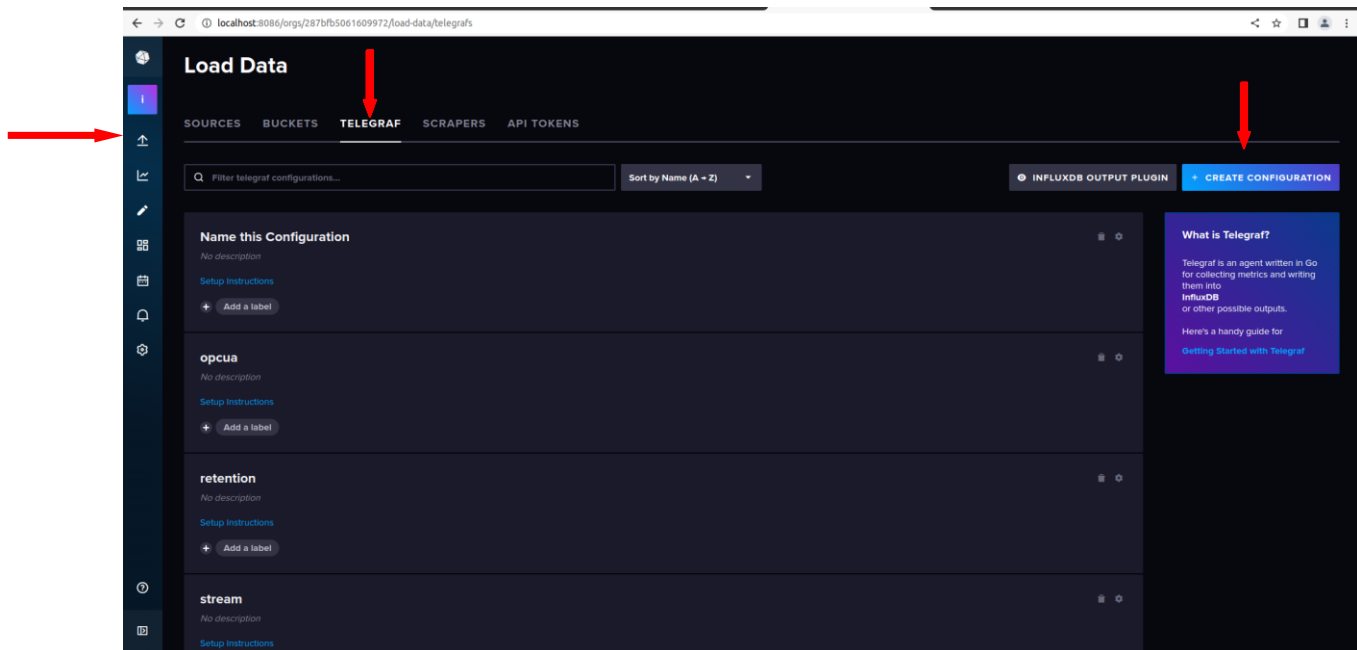 localhost:8086/orgs/287bfb5061609972/load-data/telegrafs
i
Load Data
SOURCES BUCKETS TELEGRAF SCRAPERS API TOKENS
Filter telegraf configurations...
Sort by Name (A → Z)
INFLUXDB OUTPUT PLUGIN
+ CREATE CONFIGURATION
Name this Configuration
No description
Setup Instructions
+ Add a label
opcua
No description
Setup Instructions
+ Add a label
retention
No description
Setup Instructions
+ Add a label
stream
No description
Setup Instructions
What is Telegraf?
Telegraf is an agent written in Go
for collecting metrics and writing
them into
InfluxDB
or other possible outputs.
Here's a handy guide for
Getting Started with Telegraf